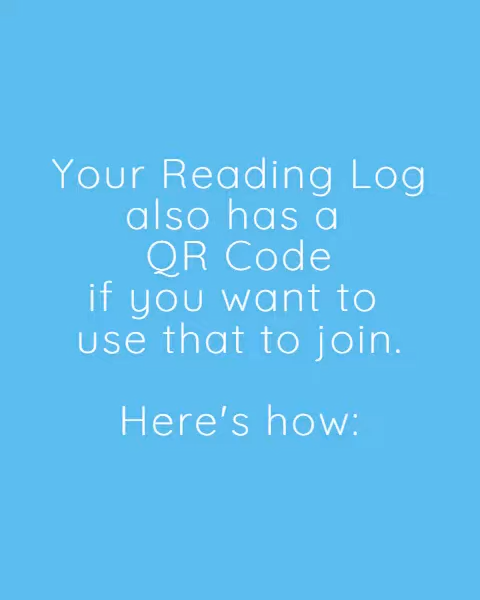 Your Reading Log
also has a
QR Code
if you want to
use that to join.
Here's how: